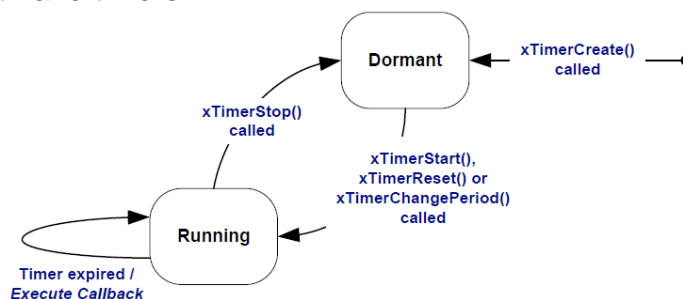 Dormant
xTimerCreate()
called
xTimerStop()
called
xTimerStart(),
xTimerReset() or
xTimerChangePeriod()
called
Running
Timer expired /
Execute Callback